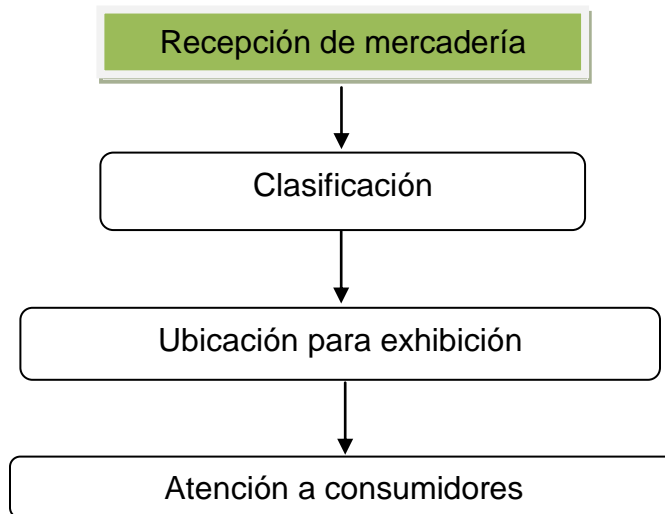 Recepción de mercadería
Clasificación
Ubicación para exhibición
Atención a consumidores